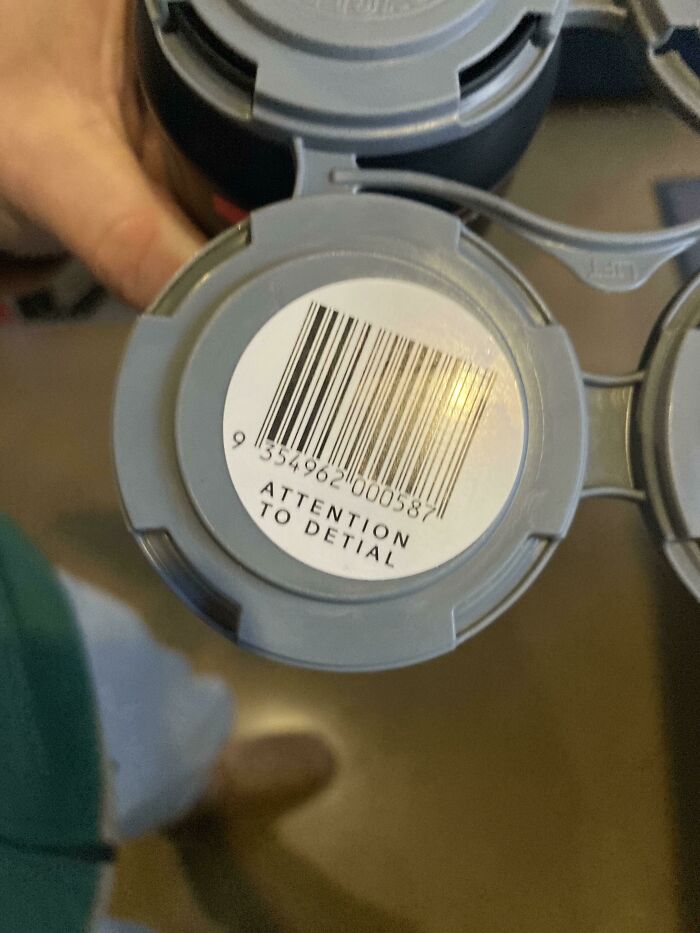 9 354962 000587
ATTENTION
TO DETIAL